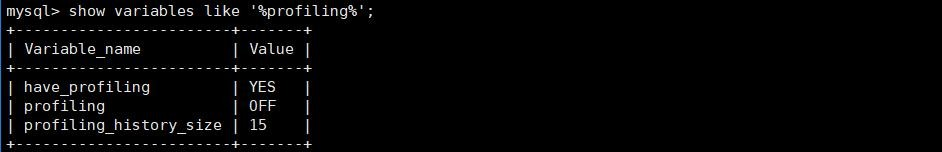 mysql> show variables like '%profiling%';
+------------------------+-------+
| Variable_name          | Value |
+------------------------+-------+
| have_profiling         | YES   |
| profiling              | OFF   |
| profiling_history_size | 15    |
+------------------------+-------+